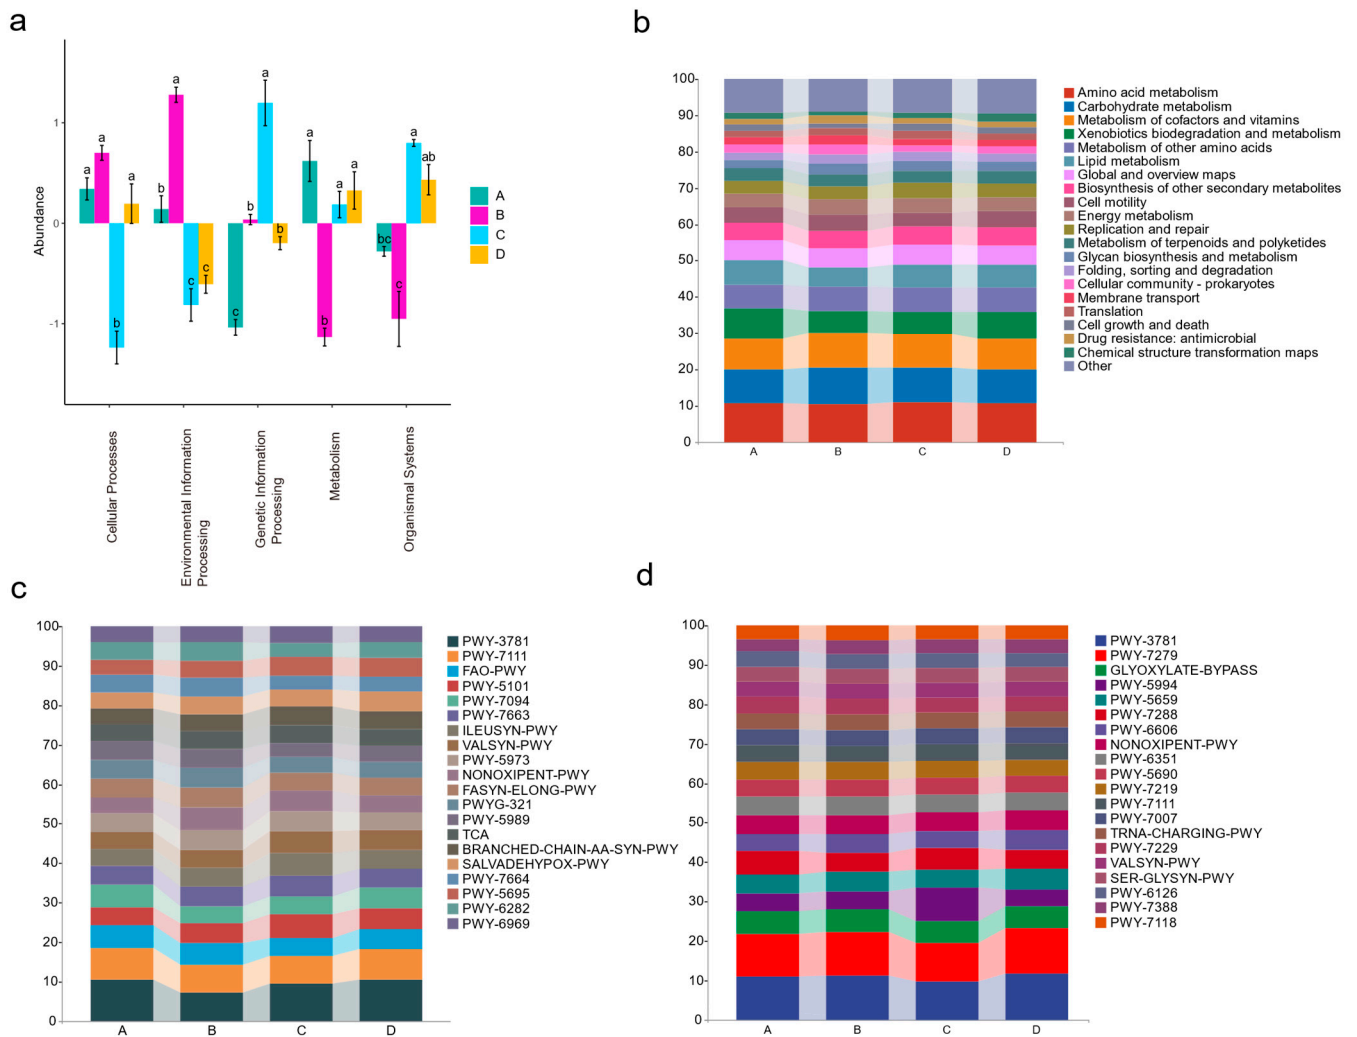 a
Abundance
1
0
-1
a
a
b
a
b
a
c
c
c
b
a
b
a
b
a
a
bc
c
a
ab
A
B
C
D
Cellular Processes
Environmental Information
Processing
Genetic Information
Processing
Metabolism
Organismal Systems
b
100
90
80
70
60
50
40
30
20
10
0
A
B
C
D
Amino acid metabolism
Carbohydrate metabolism
Metabolism of cofactors and vitamins
Xenobiotics biodegradation and metabolism
Metabolism of other amino acids
Lipid metabolism
Global and overview maps
Biosynthesis of other secondary metabolites
Cell motility
Energy metabolism
Replication and repair
Metabolism of terpenoids and polyketides
Glycan biosynthesis and metabolism
Folding, sorting and degradation
Cellular community - prokaryotes
Membrane transport
Translation
Cell growth and death
Drug resistance: antimicrobial
Chemical structure transformation maps
Other
c
100
90
80
70
60
50
40
30
20
10
0
A
B
C
D
PWY-3781
PWY-7111
FAO-PWY
PWY-5101
PWY-7094
PWY-7663
ILEUSYN-PWY
VALSYN-PWY
PWY-5973
NONOXIPENT-PWY
FASYN-ELONG-PWY
PWYG-321
PWY-5989
TCA
BRANCHED-CHAIN-AA-SYN-PWY
SALVADEHYPOX-PWY
PWY-7664
PWY-5695
PWY-6282
PWY-6969
d
100
90
80
70
60
50
40
30
20
10
0
A
B
C
D
PWY-3781
PWY-7279
GLYOXYLATE-BYPASS
PWY-5994
PWY-5659
PWY-7288
PWY-6606
NONOXIPENT-PWY
PWY-6351
PWY-5690
PWY-7219
PWY-7111
PWY-7007
TRNA-CHARGING-PWY
PWY-7229
VALSYN-PWY
SER-GLYSYN-PWY
PWY-6126
PWY-7388
PWY-7118